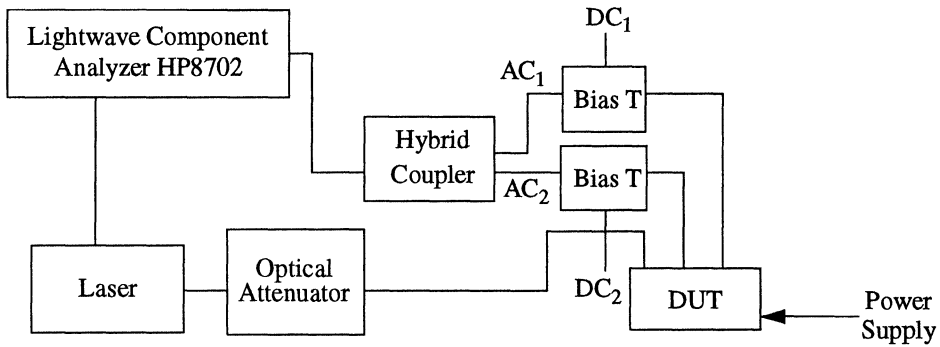 DC1
Lightwave Component
Analyzer HP8702
AC1
Bias T
Hybrid
Coupler
AC2
Bias T
Laser
Optical
Attenuator
DC2
DUT
Power
Supply